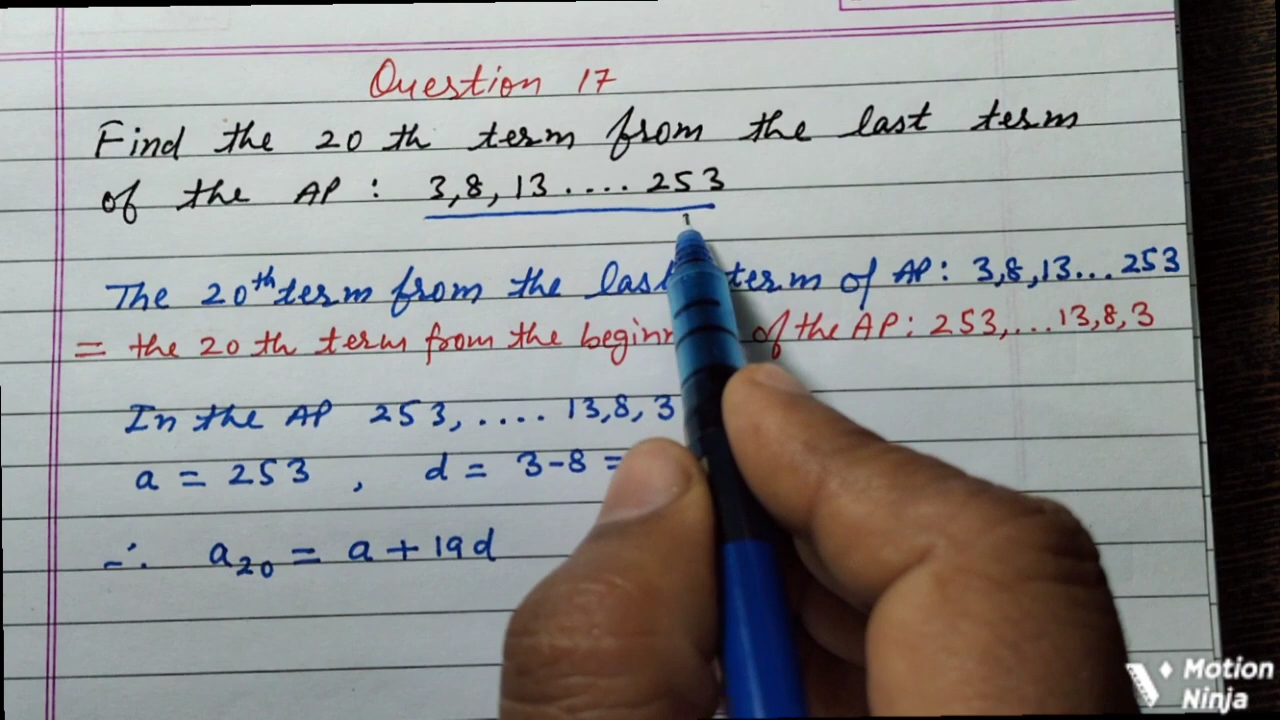 Question 17
Find the 20 th term from the last term
of the AP : 3,8,13 .... 253
The 20th term from the last term of AP: 3,8,13...253
= the 20 th term from the of the AP: 253,...13,8,3
In the AP 253, .... 13,8,3
a = 253 , d = 3-8 =
∴ a20 = a + 19d
Motion
Ninja